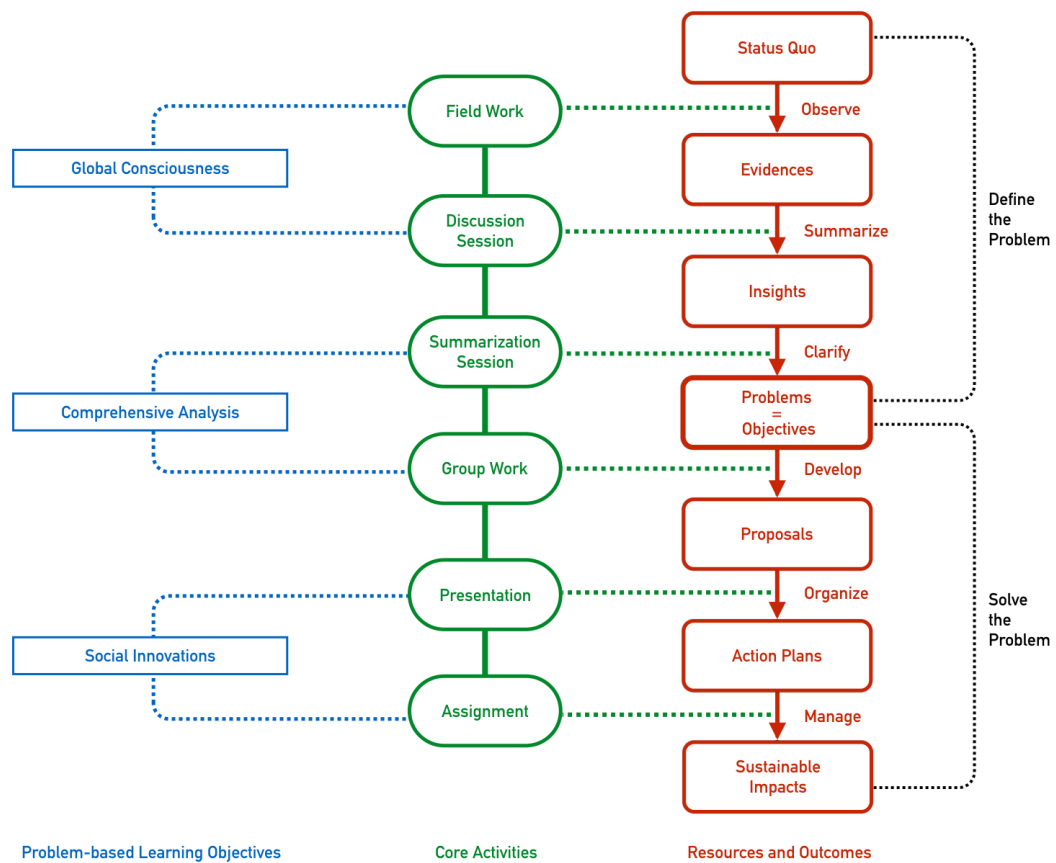 Status Quo
Field Work
Observe
Global Consciousness
Evidences
Define
the
Problem
Discussion
Session
Summarize
Insights
Summarization
Session
Clarify
Comprehensive Analysis
Problems
=
Objectives
Group Work
Develop
Proposals
Presentation
Organize
Solve
the
Problem
Social Innovations
Action Plans
Assignment
Manage
Sustainable
Impacts
Problem-based Learning Objectives
Core Activities
Resources and Outcomes